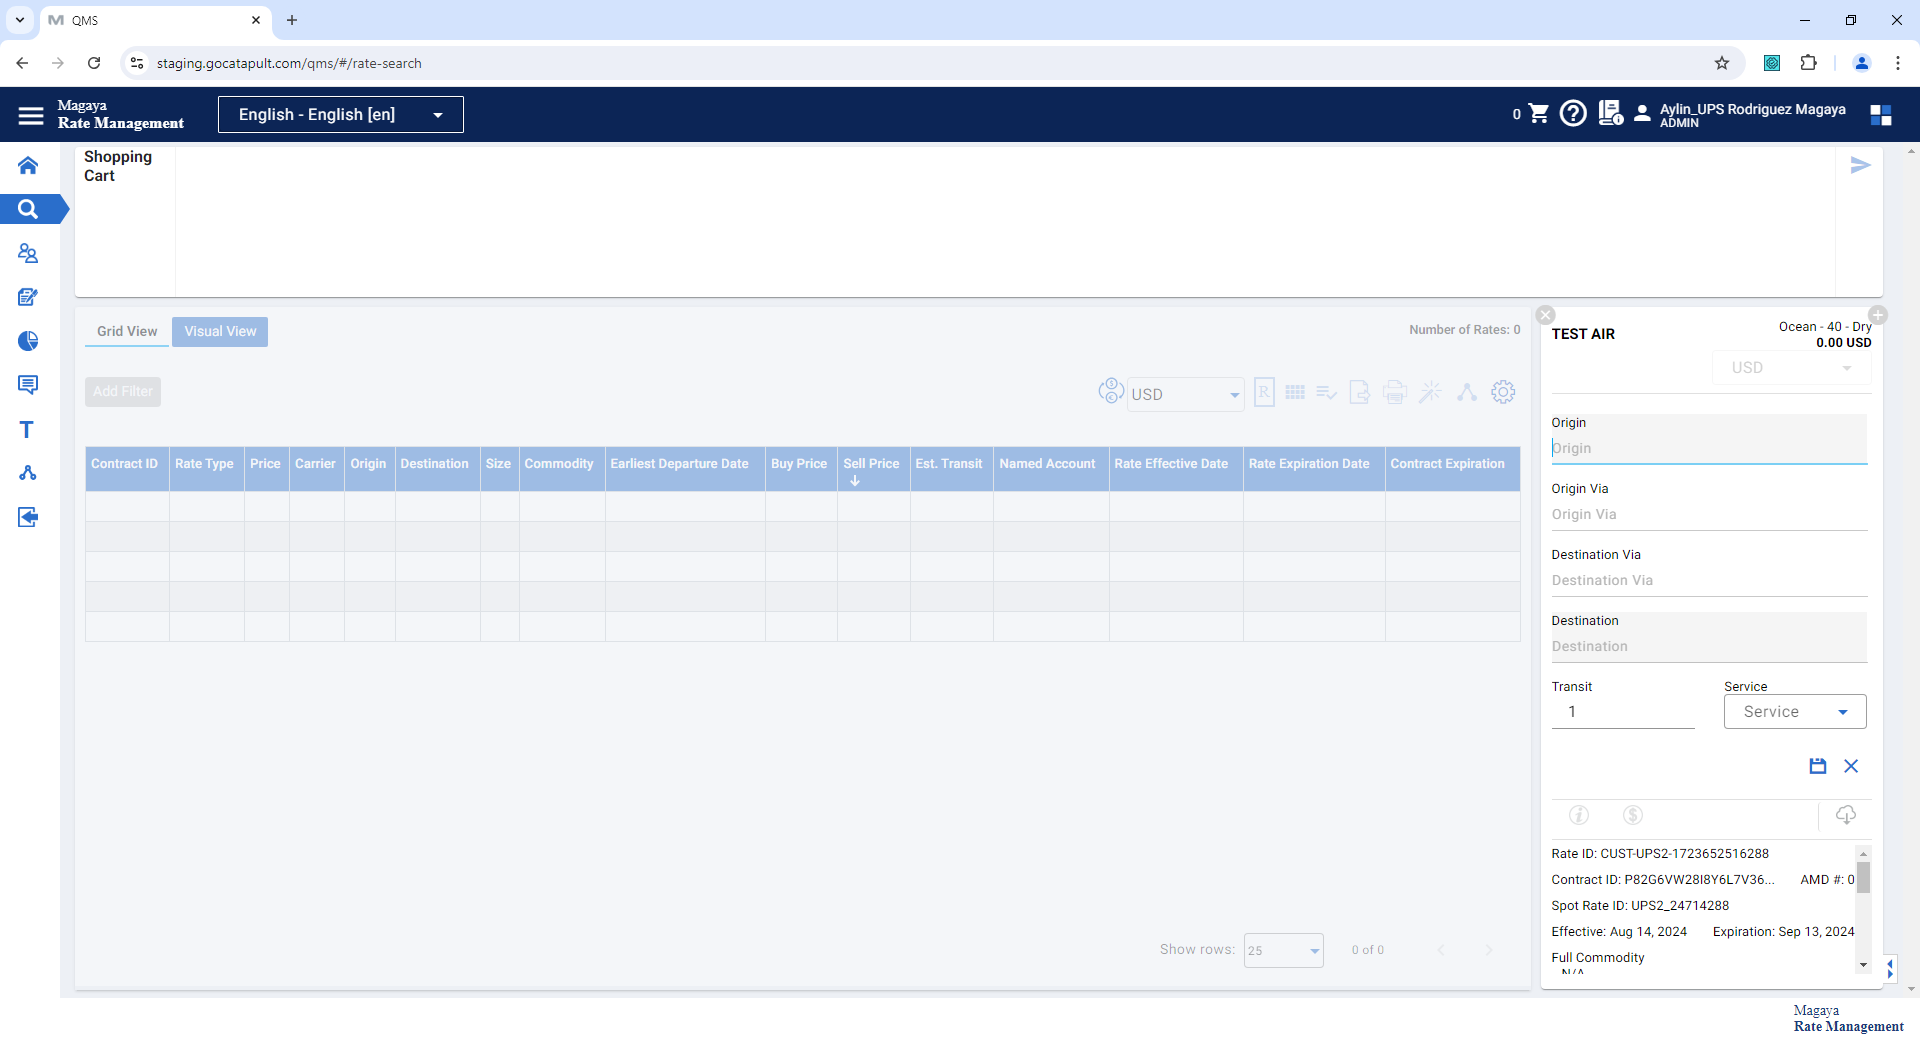 QMS
staging.gocatapult.com/qms/#/rate-search
Magaya
Rate Management
English - English [en]
0
Aylin_UPS Rodriguez Magaya
ADMIN
Shopping
Cart
Grid View
Visual View
Number of Rates: 0
TEST AIR
Ocean - 40 - Dry
0.00 USD
USD
Add Filter
USD
R
Contract ID
Rate Type
Price
Carrier
Origin
Destination
Size
Commodity
Earliest Departure Date
Buy Price
Sell Price
Est. Transit
Named Account
Rate Effective Date
Rate Expiration Date
Contract Expiration
Origin
Origin
Origin Via
Origin Via
Destination Via
Destination Via
Destination
Destination
Transit
Service
1
Service
Rate ID: CUST-UPS2-1723652516288
Contract ID: P82G6VW28I8Y6L7V36...
AMD #: 0
Spot Rate ID: UPS2_24714288
Effective: Aug 14, 2024
Expiration: Sep 13, 2024
Full Commodity
N/A
Show rows:
25
0 of 0
Magaya
Rate Management